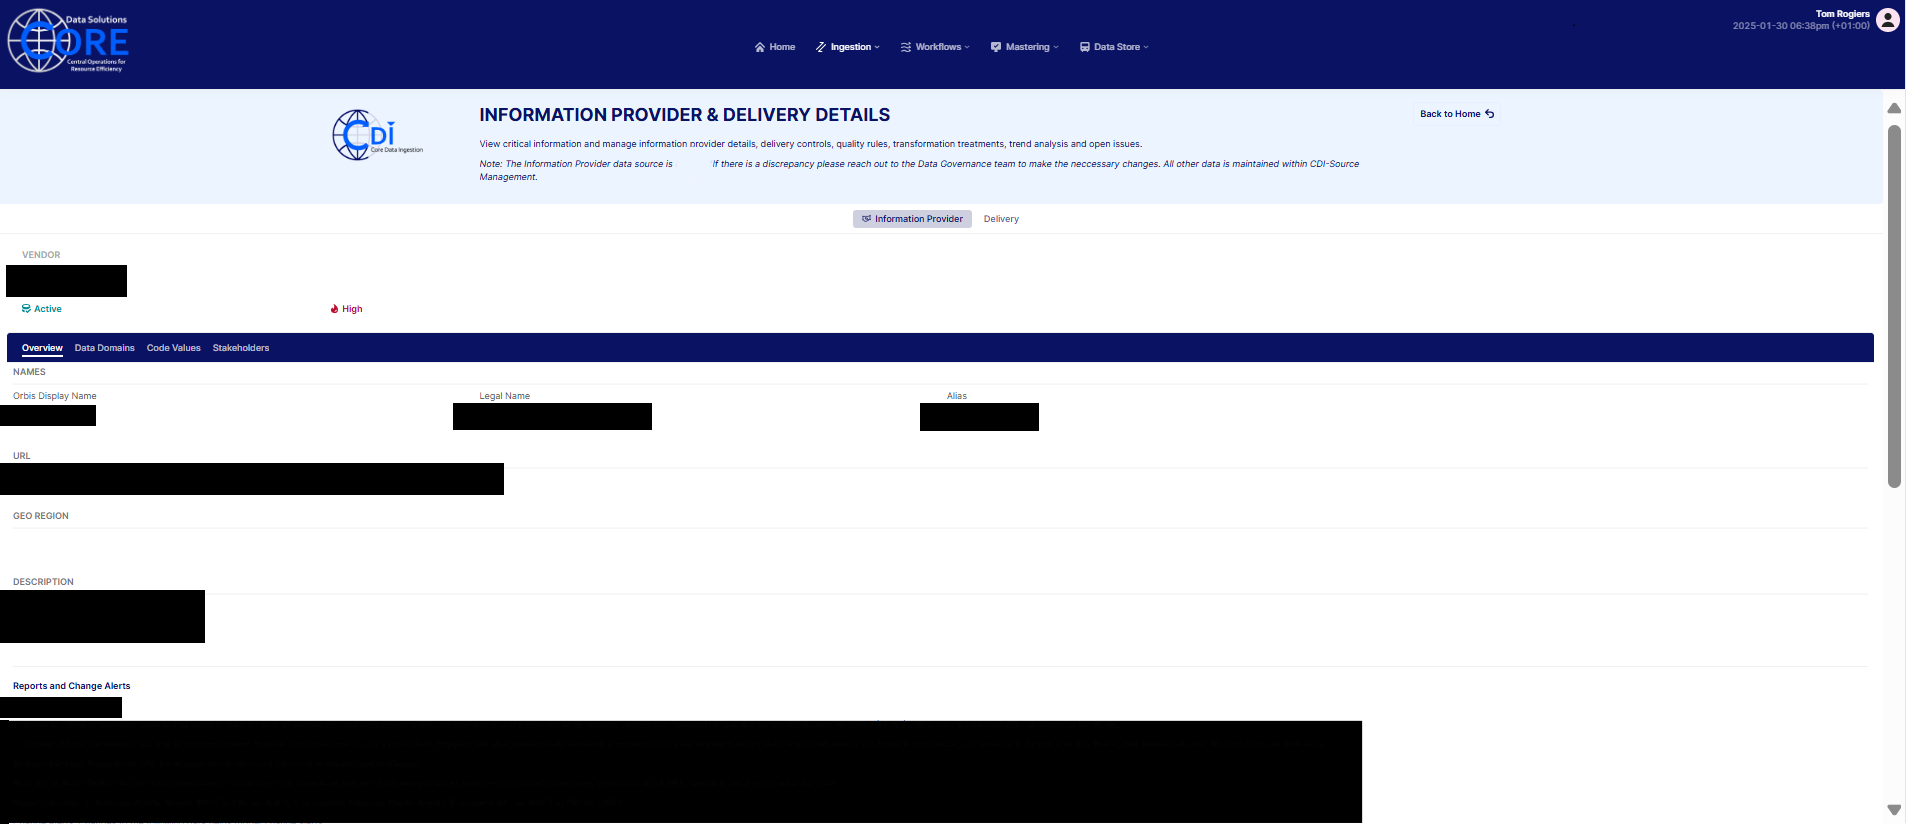 Data Solutions
CORE
Central Operations for
Resource Efficiency
Home
Ingestion
Workflows
Mastering
Data Store
Tom Rogiers
2025-01-30 06:38pm (+01:00)
CDI
Core Data Ingestion
INFORMATION PROVIDER & DELIVERY DETAILS
Back to Home
View critical information and manage information provider details, delivery controls, quality rules, transformation treatments, trend analysis and open issues.
Note: The Information Provider data source is If there is a discrepancy please reach out to the Data Governance team to make the neccessary changes. All other data is maintained within CDI-Source
Management.
Information Provider
Delivery
VENDOR
Active
High
Overview
Data Domains
Code Values
Stakeholders
NAMES
Orbis Display Name
Legal Name
Alias
URL
GEO REGION
DESCRIPTION
Reports and Change Alerts